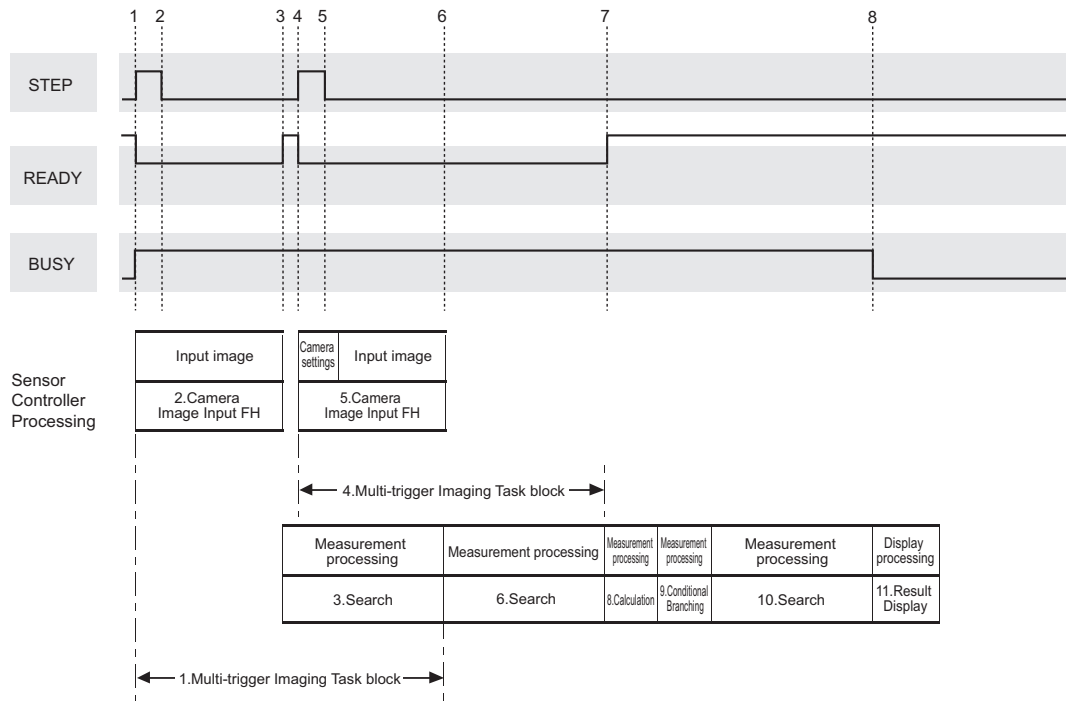 1 2 3 4 5 6 7 8
STEP
READY
BUSY
Sensor
Controller
Processing
Input image
Camera
settings
Input image
2.Camera
Image Input FH
5.Camera
Image Input FH
4.Multi-trigger Imaging Task block
Measurement
processing
Measurement processing
Measurement
processing
Measurement
processing
Measurement
processing
Display
processing
3.Search
6.Search
8.Calculation
9.Conditional
Branching
10.Search
11.Result
Display
1.Multi-trigger Imaging Task block